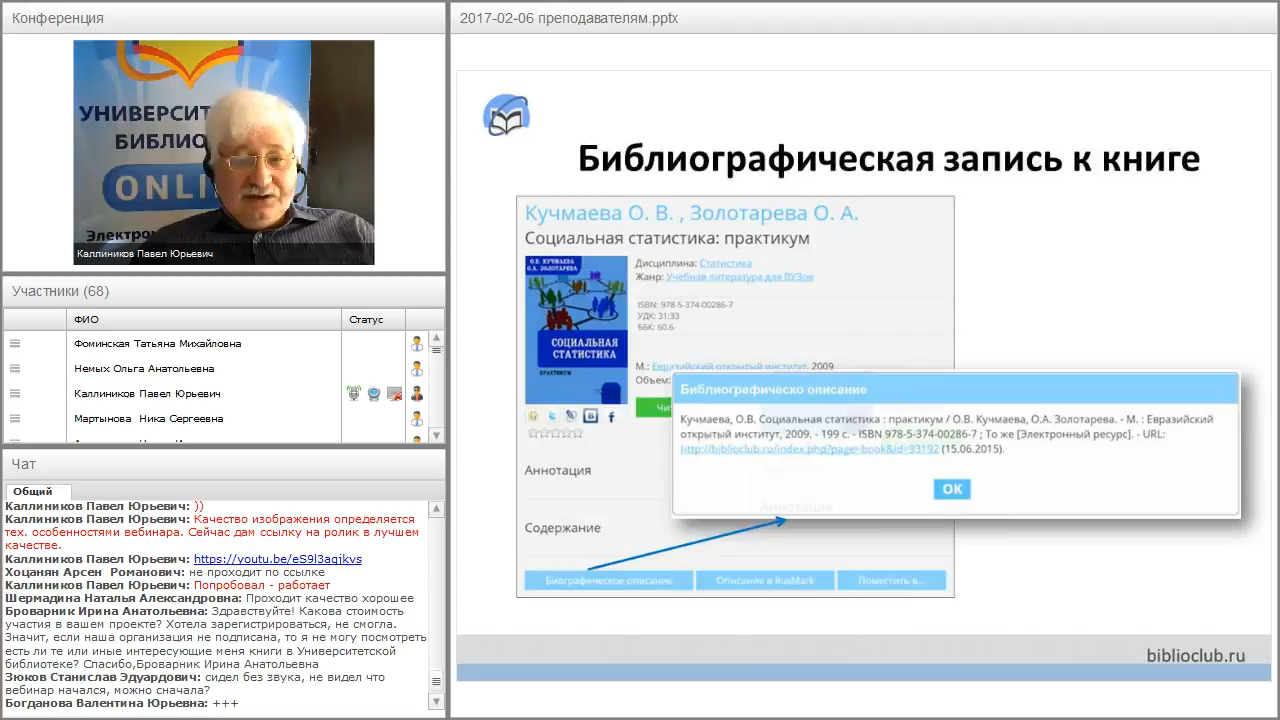 Конференция
УНИВЕРСИТ
БИБЛИО
ONLI
Электро
Каллиников Павел Юрьевич
Участники (68)
ФИО
Статус
Фоминская Татьяна Михайловна
Немых Ольга Анатольевна
Каллиников Павел Юрьевич
Мартынова Ника Сергеевна
Чат
Общий
Каллиников Павел Юрьевич: ))
Каллиников Павел Юрьевич: Качество изображения определяется
тех. особенностями вебинара. Сейчас дам ссылку на ролик в лучшем
качестве.
Каллиников Павел Юрьевич: https://youtu.be/eS9l3aqjkvs
Хоцанян Арсен Романович: не проходит по ссылке
Каллиников Павел Юрьевич: Попробовал - работает
Шермадина Наталья Александровна: Проходит качество хорошее
Броварник Ирина Анатольевна: Здравствуйте! Какова стоимость
участия в вашем проекте? Хотела зарегистрироваться, не смогла.
Значит, если наша организация не подписана, то я не могу посмотреть
есть ли те или иные интересующие меня книги в Университетской
библиотеке? Спасибо,Броварник Ирина Анатольевна
Зюков Станислав Эдуардович: сидел без звука, не видел что
вебинар начался, можно сначала?
Богданова Валентина Юрьевна: +++
2017-02-06 преподавателям.pptx
Библиографическая запись к книге
Кучмаева О. В. , Золотарева О. А.
Социальная статистика: практикум
О.В. КУЧМАЕВА
О.А. ЗОЛОТАРЕВА
СОЦИАЛЬНАЯ
СТАТИСТИКА
ПРАКТИКУМ
Дисциплина: Статистика
Жанр: Учебная литература для ВУЗов
ISBN: 978-5-374-00286-7
УДК: 31:33
ББК: 60.6
М.: Евразийский открытый институт, 2009
Объем:
Чи
Библиографическо описание
Кучмаева, О.В. Социальная статистика : практикум / О.В. Кучмаева, О.А. Золотарева. - М. : Евразийский
открытый институт, 2009. - 199 с. - ISBN 978-5-374-00286-7 ; То же [Электронный ресурс]. - URL:
http://biblioclub.ru/index.php?page=book&id=93192 (15.06.2015).
OK
Аннотация
Аннотация
Содержание
Биографическое описание
Описание в RusMark
Поместить в...
biblioclub.ru